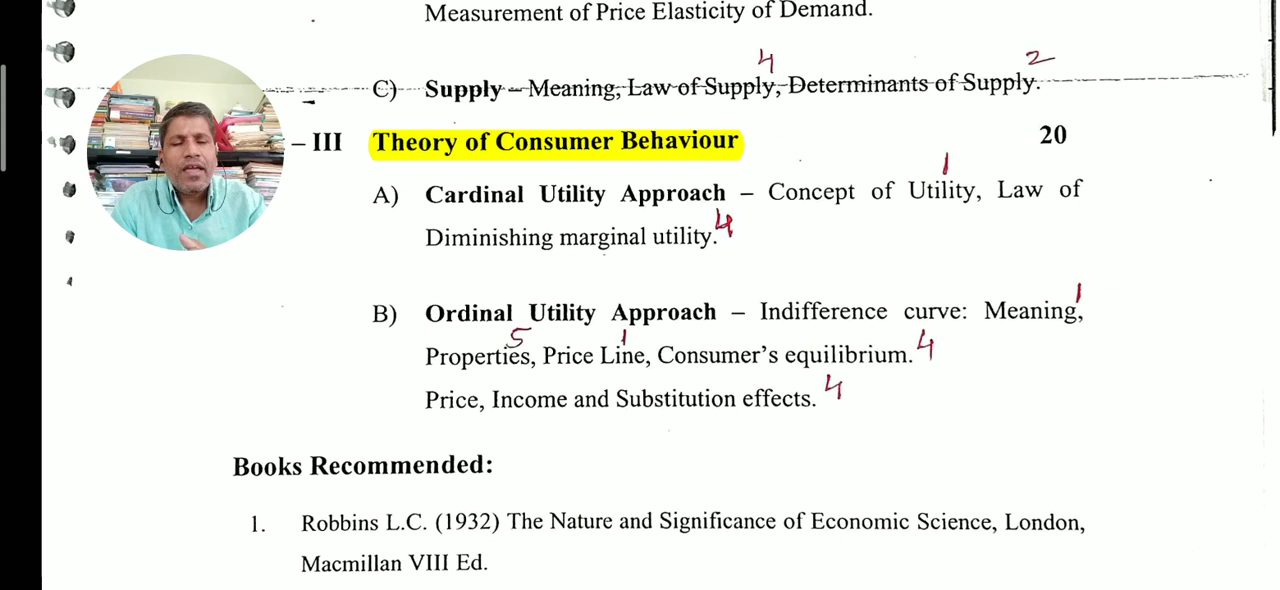 Measurement of Price Elasticity of Demand.
4 2
C) Supply – Meaning, Law of Supply, Determinants of Supply.
– III Theory of Consumer Behaviour 20
1
A) Cardinal Utility Approach – Concept of Utility, Law of
Diminishing marginal utility. 4
1
B) Ordinal Utility Approach – Indifference curve: Meaning,
5 1
Properties, Price Line, Consumer's equilibrium. 4
Price, Income and Substitution effects. 4
Books Recommended:
1. Robbins L.C. (1932) The Nature and Significance of Economic Science, London,
Macmillan VIII Ed.